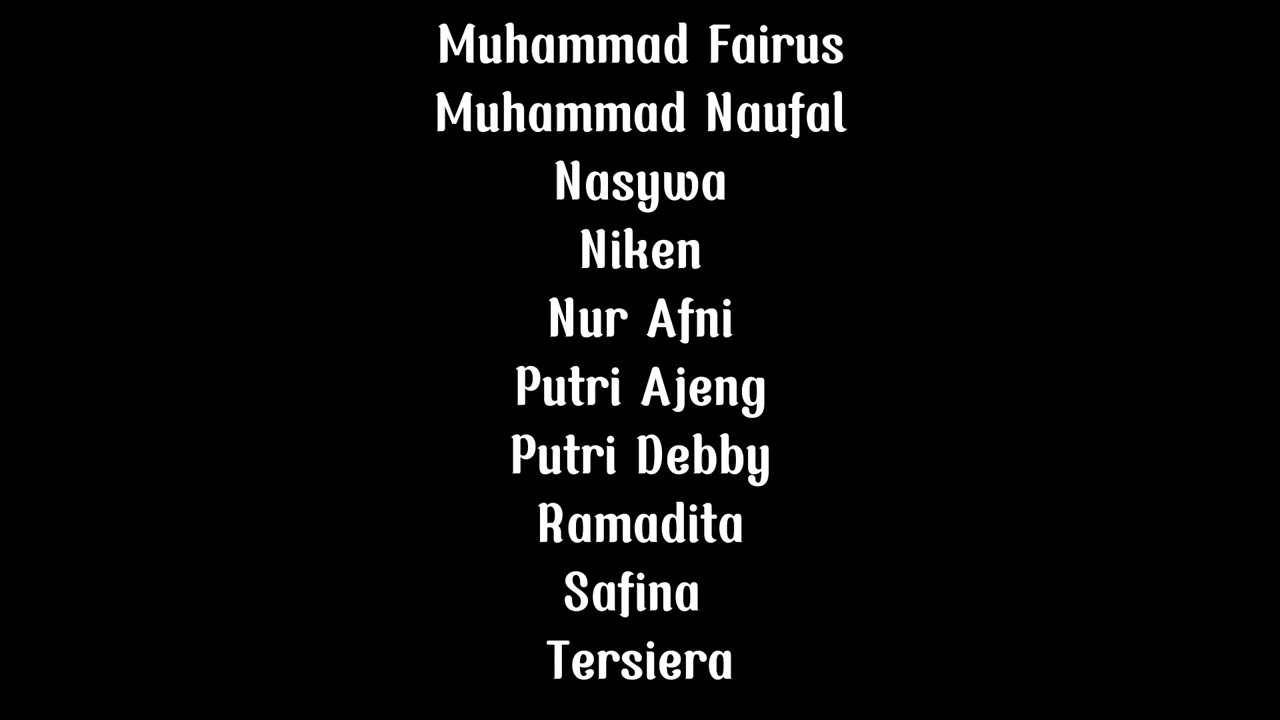 Muhammad Fairus
Muhammad Naufal
Nasywa
Niken
Nur Afni
Putri Ajeng
Putri Debby
Ramadita
Safina
Tersiera